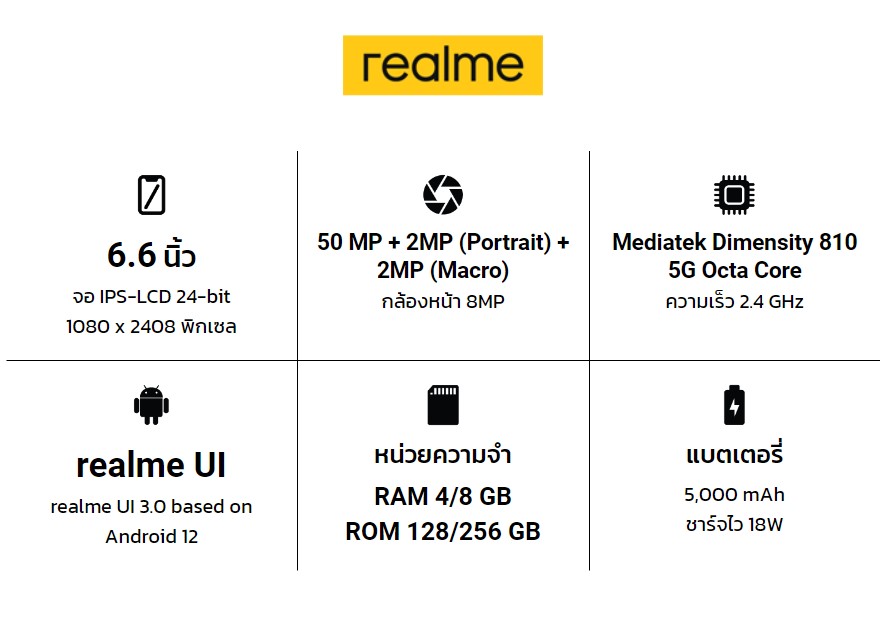 realme
6.6 นิ้ว
จอ IPS-LCD 24-bit
1080 x 2408 พิกเซล
50 MP + 2MP (Portrait) +
2MP (Macro)
กล้องหน้า 8MP
Mediatek Dimensity 810
5G Octa Core
ความเร็ว 2.4 GHz
realme UI
realme UI 3.0 based on
Android 12
หน่วยความจำ
RAM 4/8 GB
ROM 128/256 GB
แบตเตอรี่
5,000 mAh
ชาร์จไว 18W